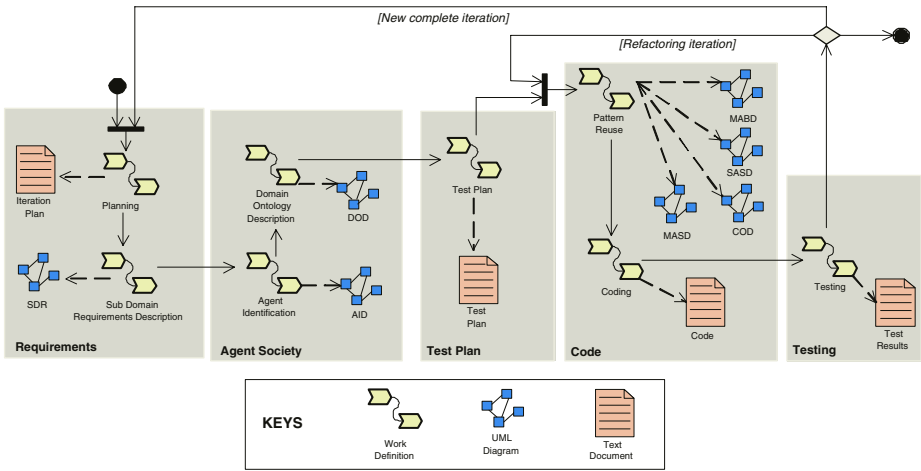 [New complete iteration]
[Refactoring iteration]
Iteration
Plan
Planning
SDR
Sub Domain
Requirements Description
Requirements
Domain
Ontology
Description
DOD
Agent
Identification
AID
Agent Society
Test Plan
Test
Plan
Test Plan
Pattern
Reuse
MABD
SASD
COD
MASD
Coding
Code
Code
Testing
Test
Results
Testing
KEYS
Work
Definition
UML
Diagram
Text
Document